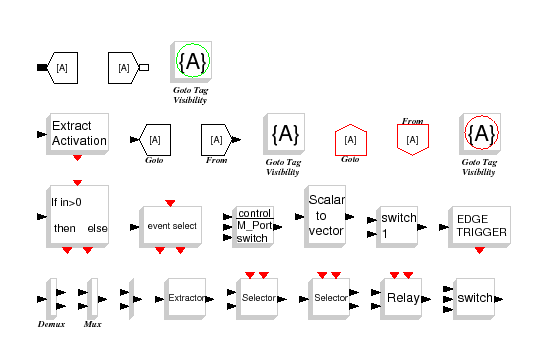 [A]
[A]
{A}
Goto Tag
Visibility
Extract
Activation
[A]
Goto
[A]
From
{A}
Goto Tag
Visibility
[A]
Goto
From
[A]
{A}
Goto Tag
Visibility
If in>0
then else
event select
control
M_Port
switch
Scalar
to
vector
switch
1
EDGE
TRIGGER
Demux
Mux
Extractor
Selector
Selector
Relay
switch